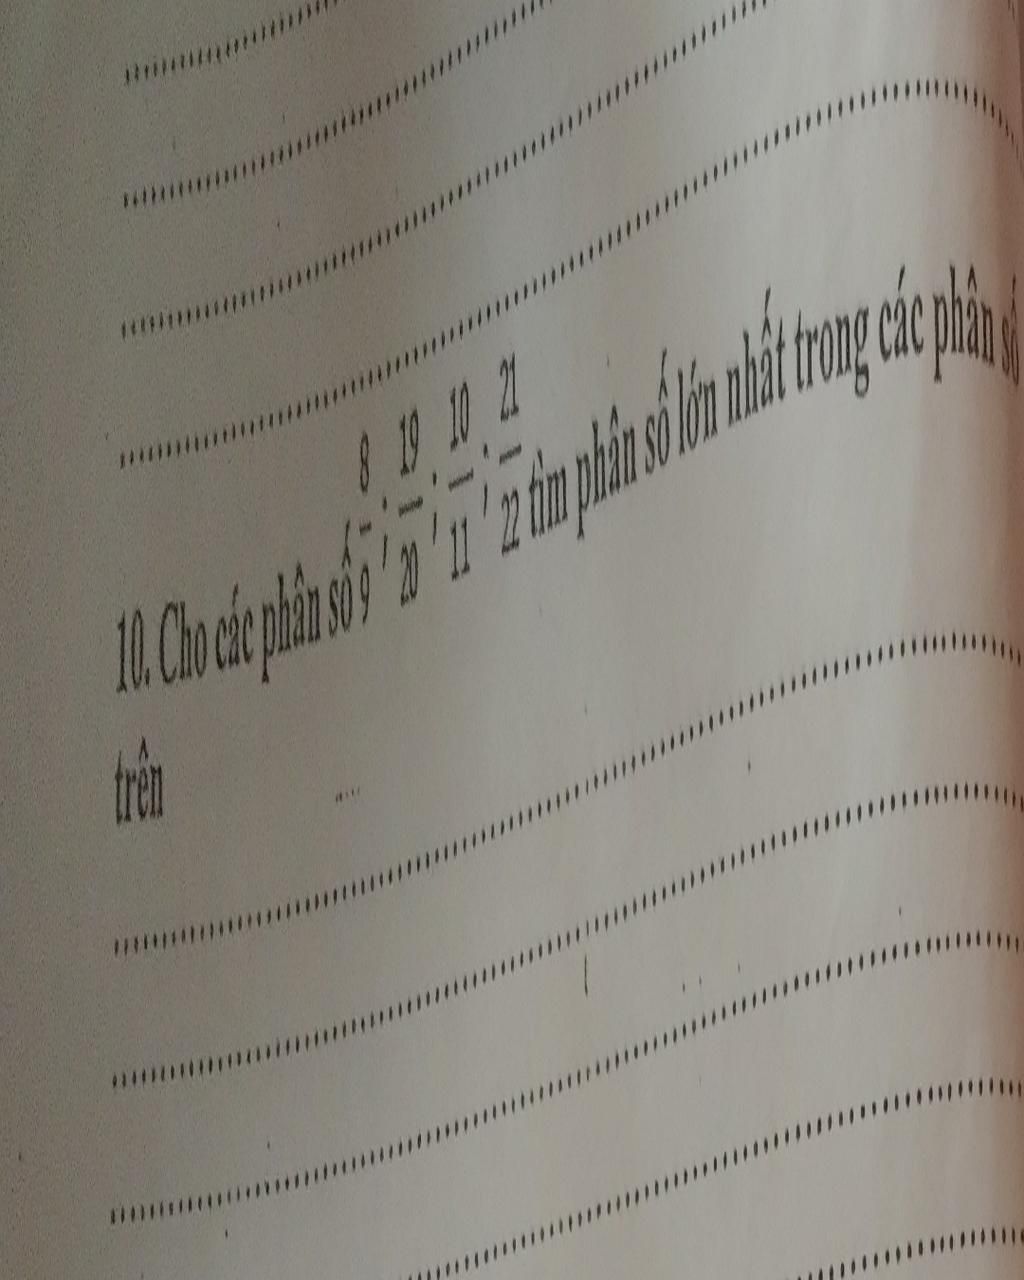 10. Cho các phân số 8/9 ; 19/20 ; 10/11 ; 21/22 tìm phân số lớn nhất trong các phân số
trên